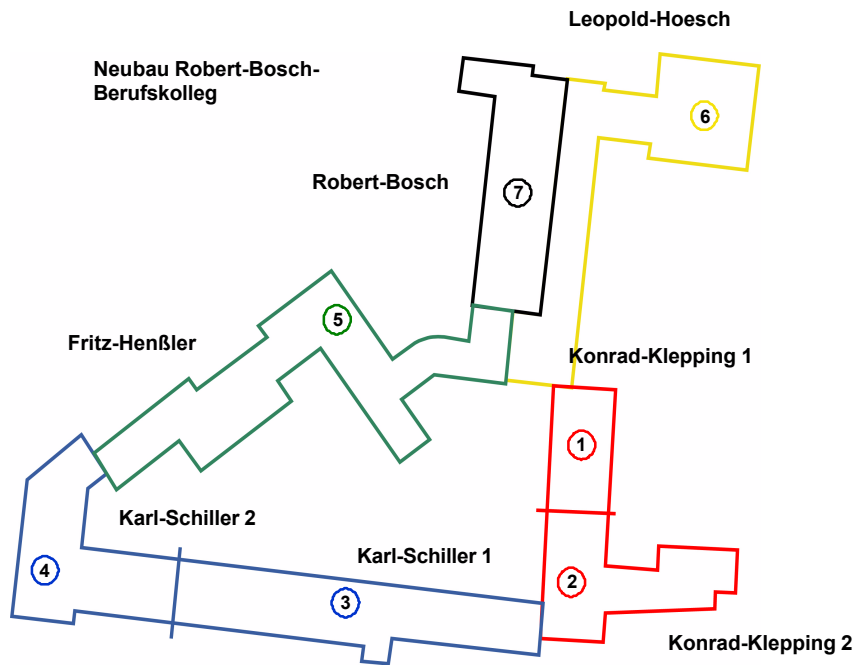 Leopold-Hoesch
Neubau Robert-Bosch-
Berufskolleg
6
Robert-Bosch
7
5
Fritz-Henßler
Konrad-Klepping 1
1
Karl-Schiller 2
Karl-Schiller 1
4
3
2
Konrad-Klepping 2